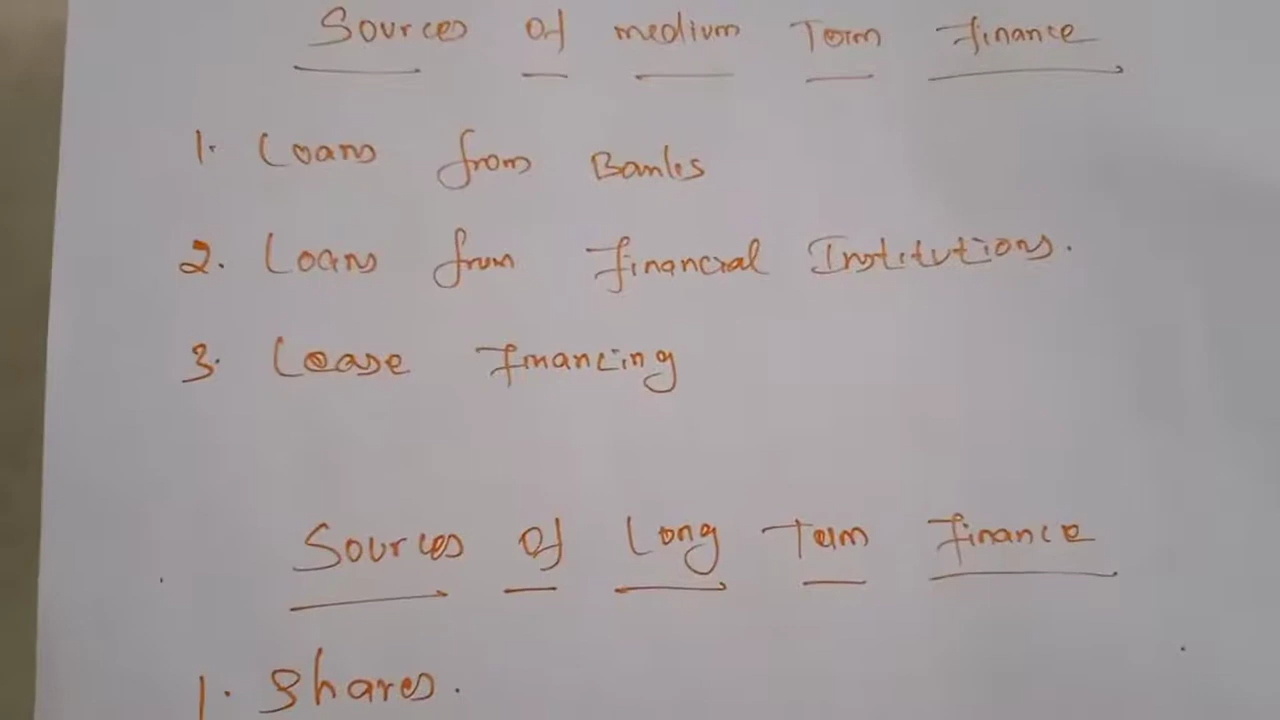 Sources Of medium Term Finance
1. Loans from Banks
2. Loans from Financial Institutions.
3. Lease Financing
Sources Of Long Term Finance
1. Shares.